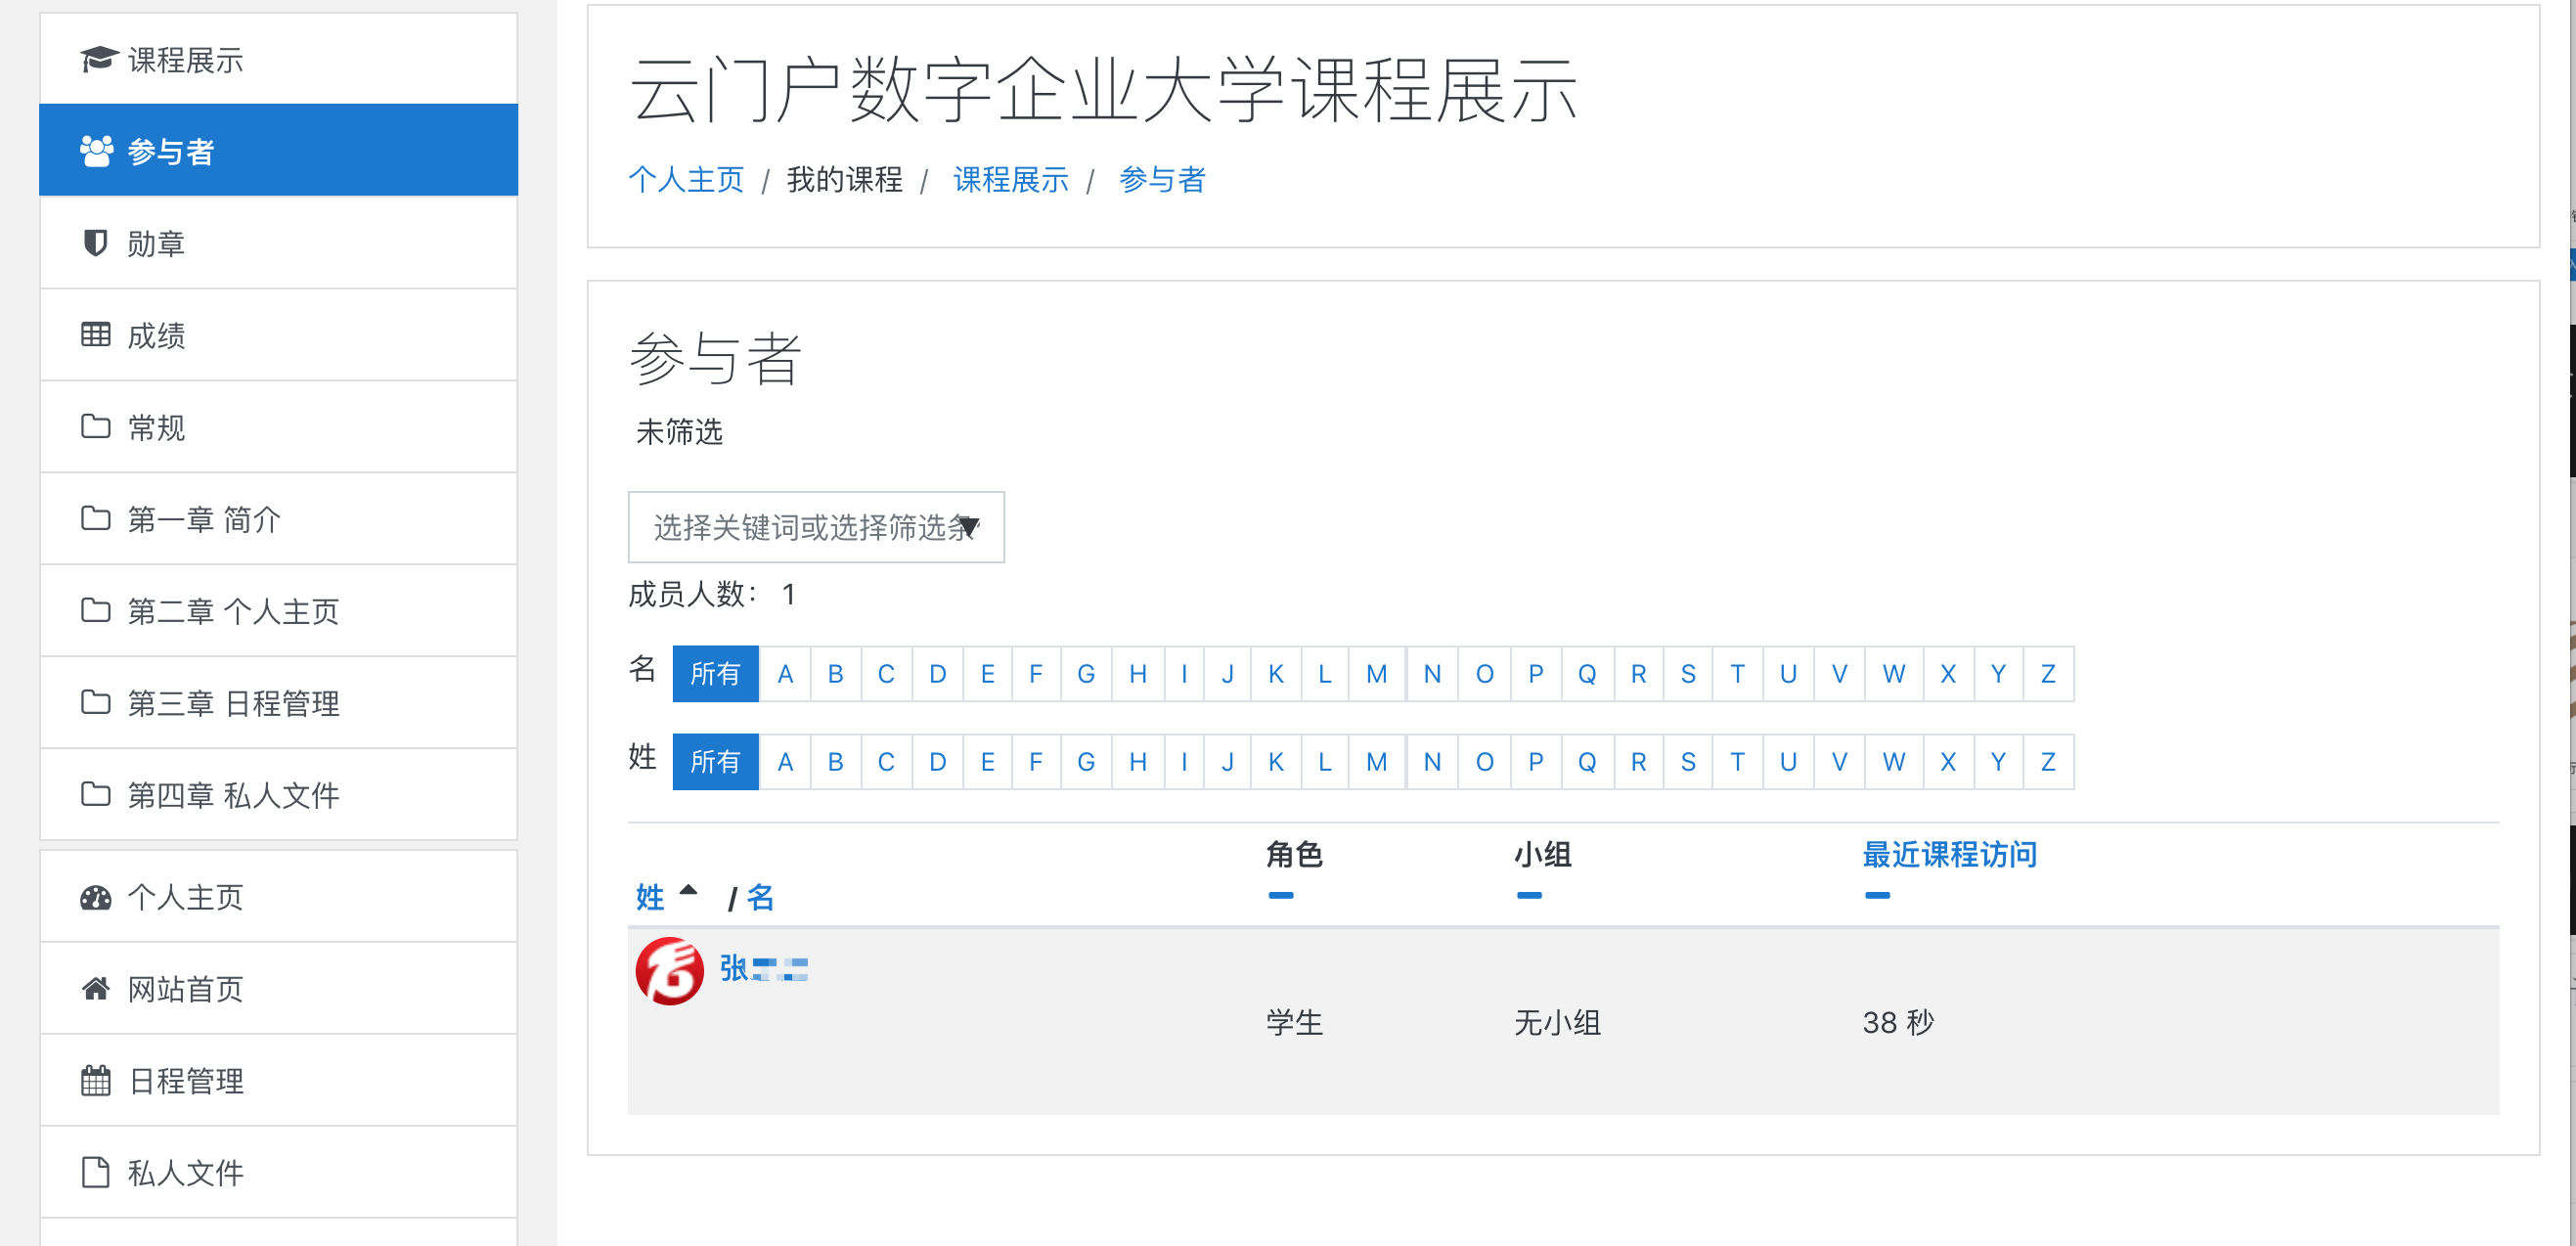 课程展示
参与者
勋章
成绩
常规
第一章 简介
第二章 个人主页
第三章 日程管理
第四章 私人文件
个人主页
网站首页
日程管理
私人文件
云门户数字企业大学课程展示
个人主页 / 我的课程 / 课程展示 / 参与者
参与者
未筛选
选择关键词或选择筛选条
成员人数： 1
名 所有 A B C D E F G H I J K L M N O P Q R S T U V W X Y Z
姓 所有 A B C D E F G H I J K L M N O P Q R S T U V W X Y Z
姓 / 名 角色 小组 最近课程访问
张
学生 无小组 38 秒